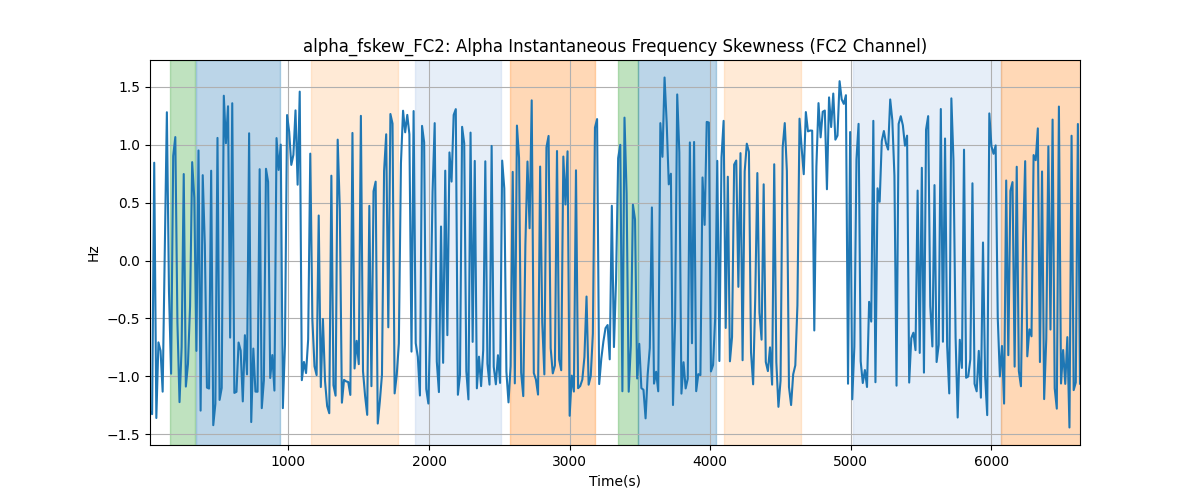 alpha_fskew_FC2: Alpha Instantaneous Frequency Skewness (FC2 Channel)
1.5
1.0
0.5
0.0
−0.5
−1.0
−1.5
Hz
1000 2000 3000 4000 5000 6000
Time(s)